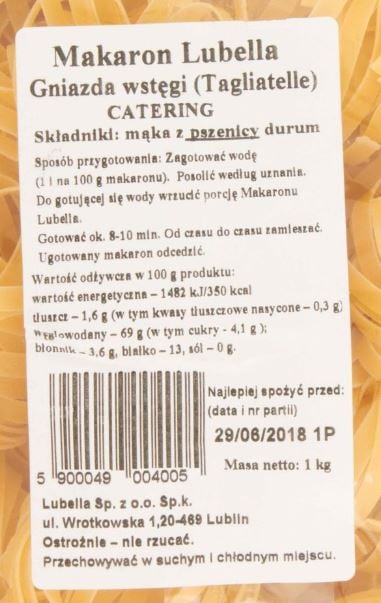 Makaron Lubella
Gniazda wstęgi (Tagliatelle)
CATERING
Składniki: mąka z pszenicy durum
Sposób przygotowania: Zagotować wodę
(1 l na 100 g makaronu). Posolić według uznania.
Do gotującej się wody wrzucić porcję Makaronu
Lubella.
Gotować ok. 8-10 min. Od czasu do czasu zamieszać.
Ugotowany makaron odcedzić.
Wartość odżywcza w 100 g produktu:
wartość energetyczna – 1482 kJ/350 kcal
tłuszcz – 1,6 g (w tym kwasy tłuszczowe nasycone – 0,3 g)
Węglowodany – 69 g (w tym cukry - 4,1 g );
błonnik – 3,6 g, białko – 13, sól – 0 g.
Najlepiej spożyć przed:
(data i nr partii)
29/06/2018 1P
Masa netto: 1 kg
5 900049 004005
Lubella Sp. z o.o. Sp.k.
ul. Wrotkowska 1,20-469 Lublin
Ostrożnie – nie rzucać.
Przechowywać w suchym i chłodnym miejscu.